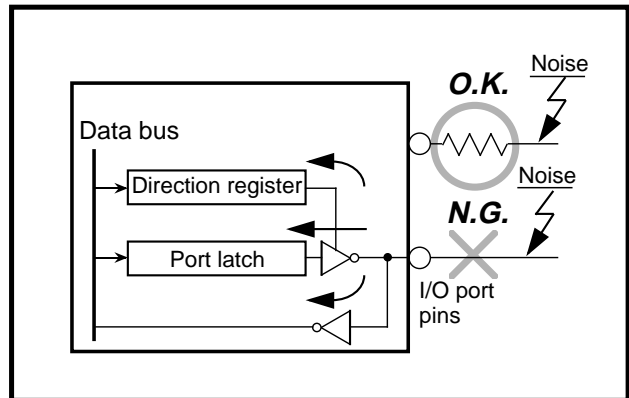 Noise
O.K.
Data bus
Direction register
Noise
N.G.
Port latch
I/O port
pins